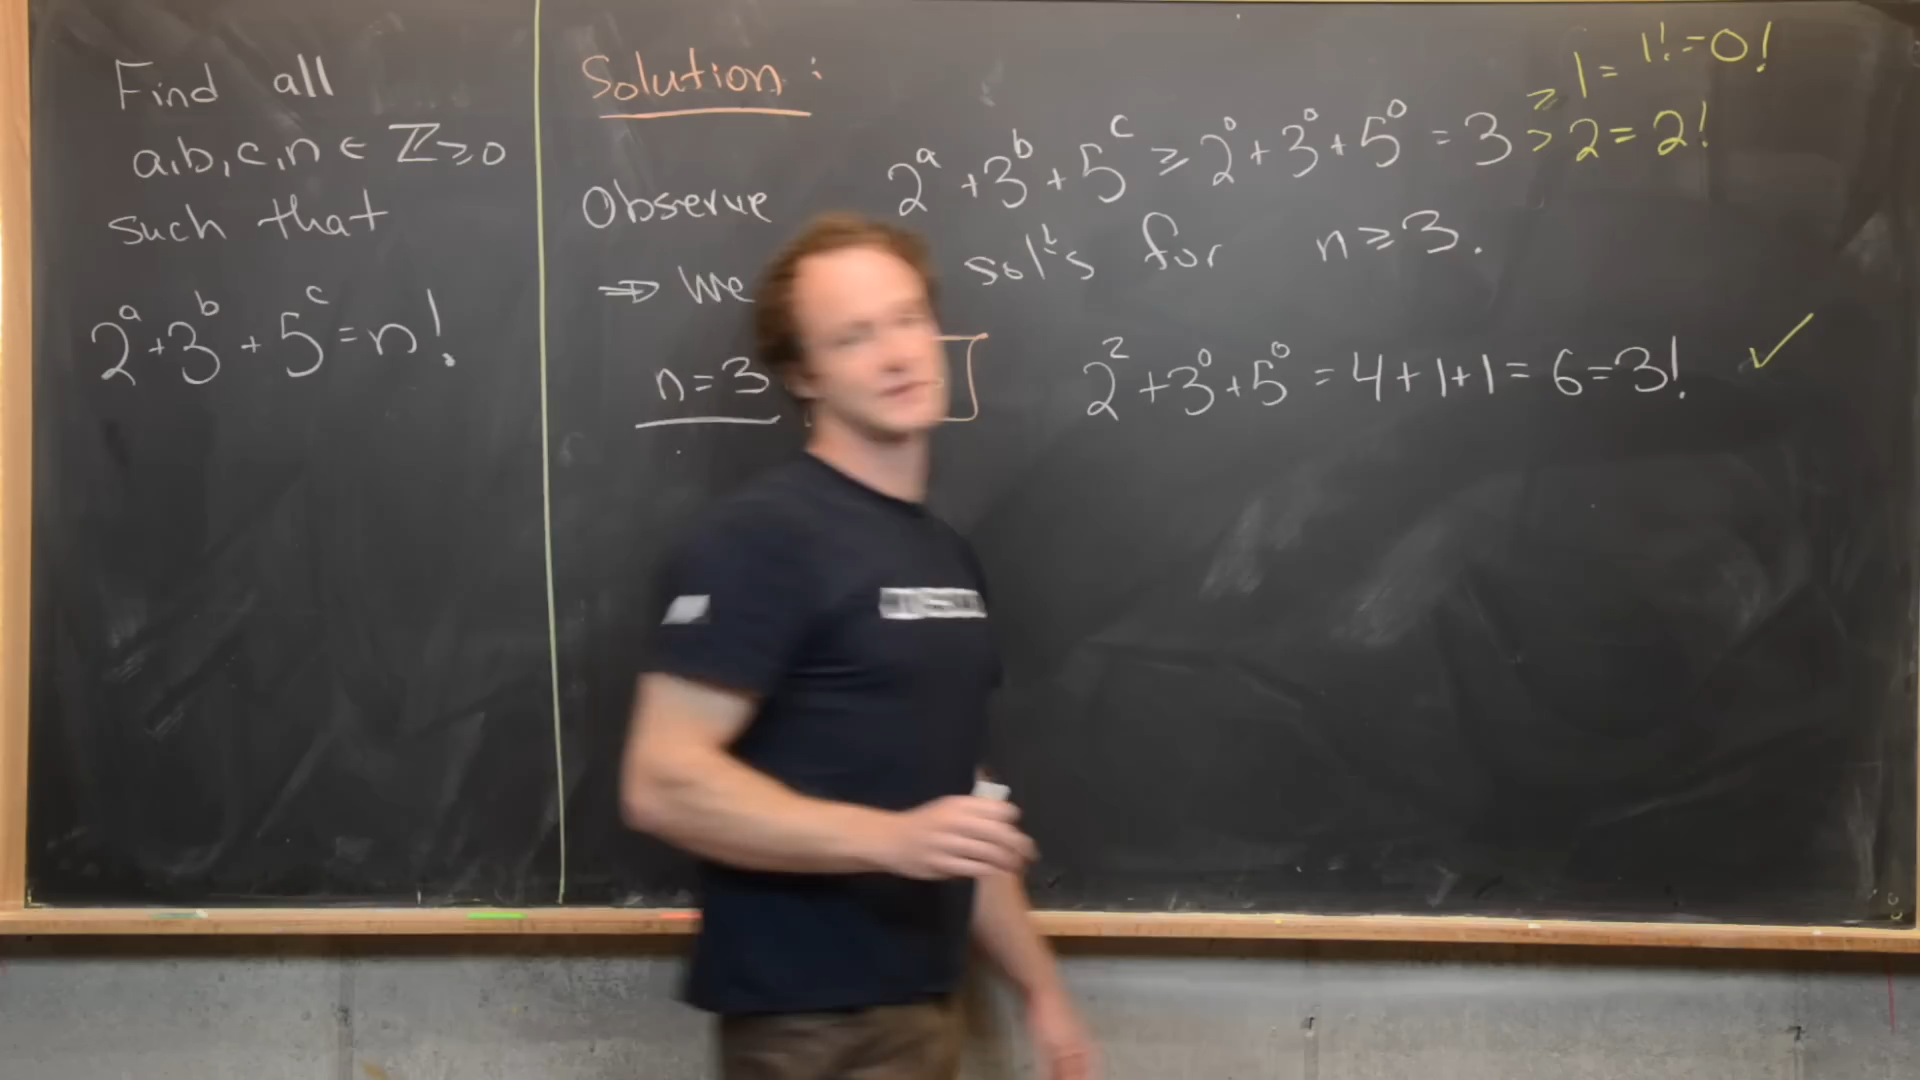 Find all
a,b,c,n ∈ ℤ≥0
such that
2^a + 3^b + 5^c = n!
Solution:
≥ 1 = 1! = 0!
Observe 2^a + 3^b + 5^c ≥ 2^0 + 3^0 + 5^0 = 3 > 2 = 2!
⇒ We sol^t's for n ≥ 3.
n = 3 2^2 + 3^0 + 5^0 = 4 + 1 + 1 = 6 = 3! ✓